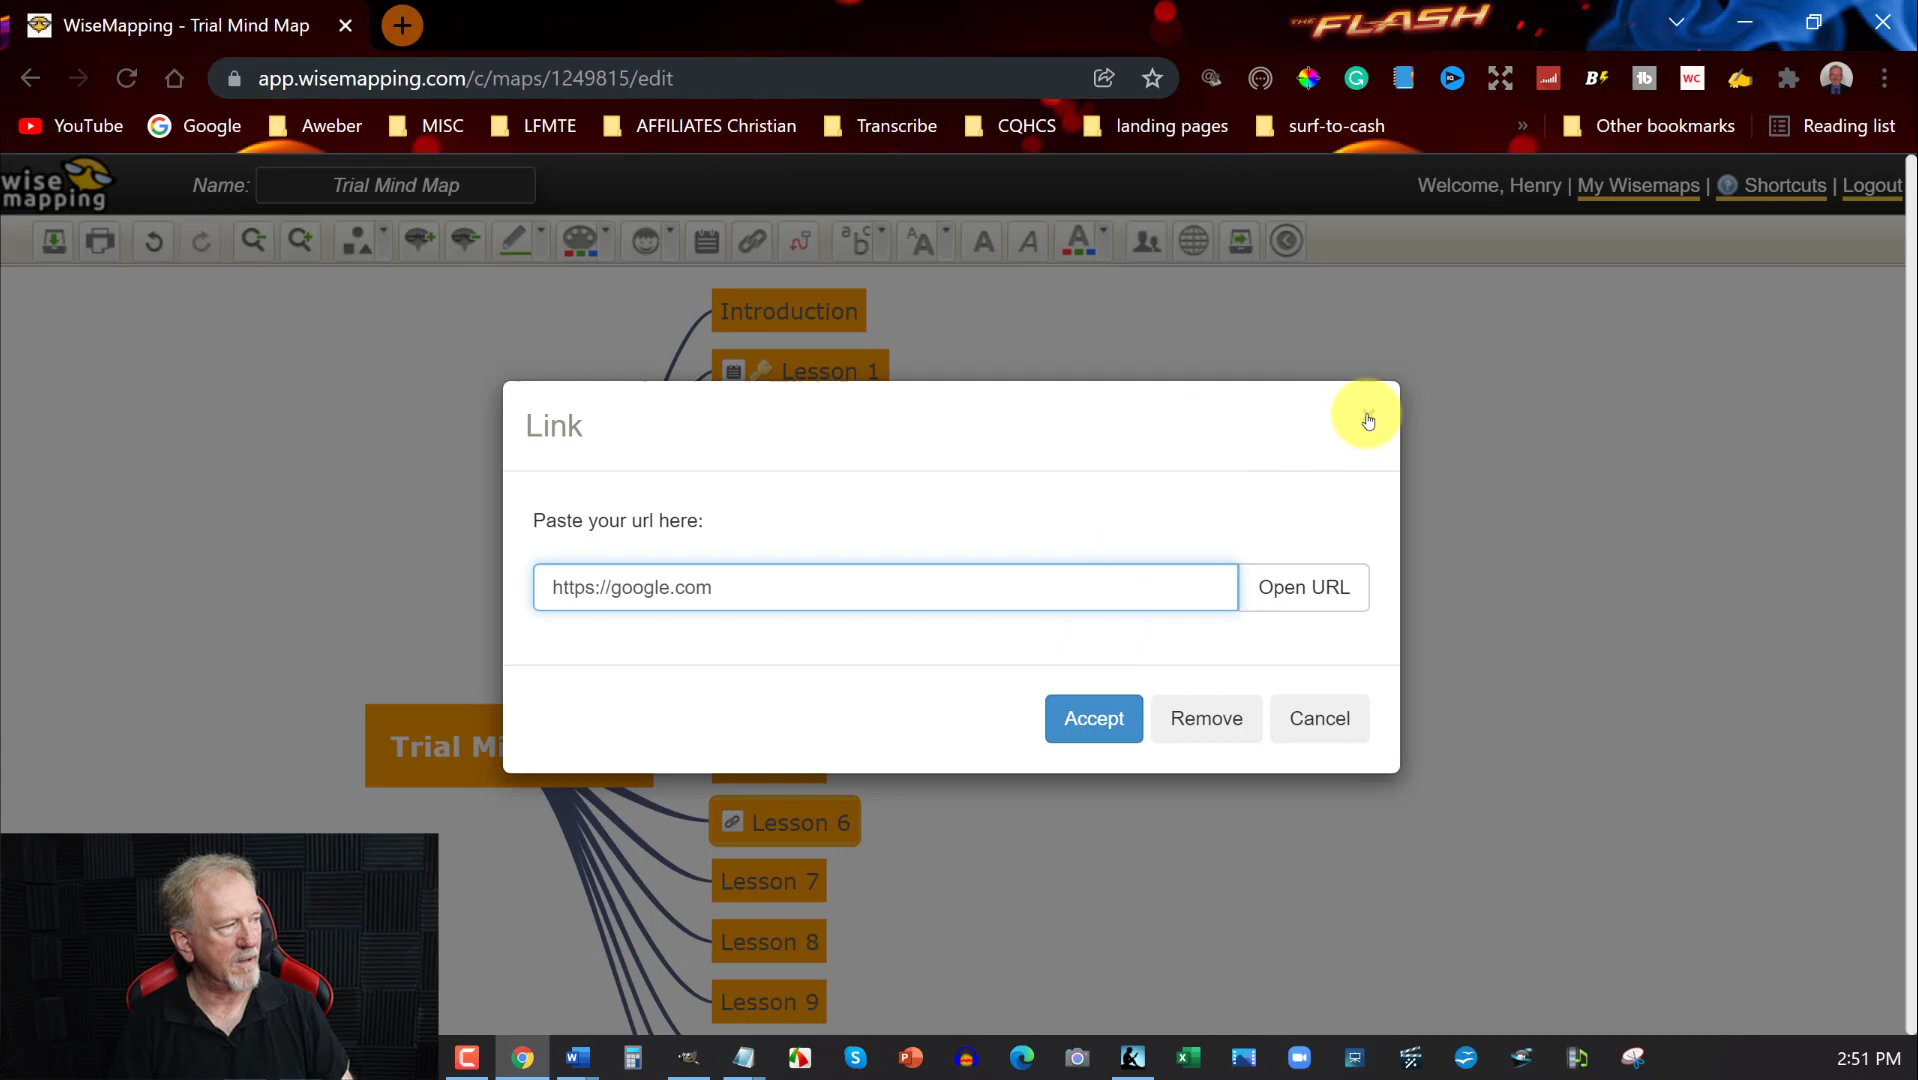 WiseMapping - Trial Mind Map
THE FLASH
app.wisemapping.com/c/maps/1249815/edit
YouTube
Google
Aweber
MISC
LFMTE
AFFILIATES Christian
Transcribe
CQHCS
landing pages
surf-to-cash
»
Other bookmarks
Reading list
wise mapping
Name: Trial Mind Map
Welcome, Henry | My Wisemaps | Shortcuts | Logout
Introduction
Lesson 1
Link
Paste your url here:
https://google.com
Open URL
Accept
Remove
Cancel
Trial Mi
Lesson 6
Lesson 7
Lesson 8
Lesson 9
2:51 PM